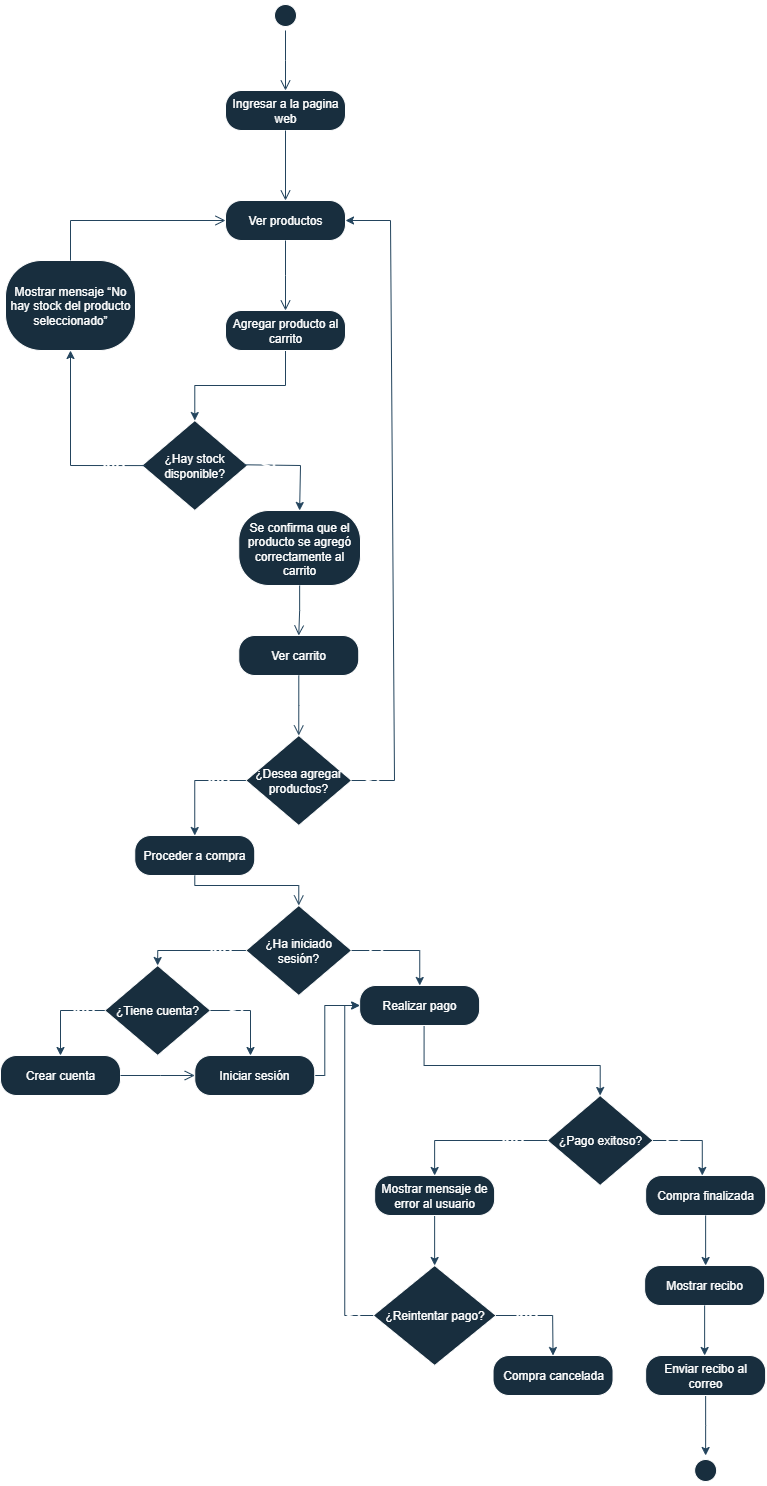 Ingresar a la pagina
web
Ver productos
Mostrar mensaje “No
hay stock del producto
seleccionado”
Agregar producto al
carrito
¿Hay stock
disponible?
Se confirma que el
producto se agregó
correctamente al
carrito
Ver carrito
¿Desea agregar
productos?
Proceder a compra
¿Ha iniciado
sesión?
¿Tiene cuenta?
Realizar pago
Crear cuenta
Iniciar sesión
¿Pago exitoso?
Mostrar mensaje de
error al usuario
Compra finalizada
Mostrar recibo
¿Reintentar pago?
Compra cancelada
Enviar recibo al
correo